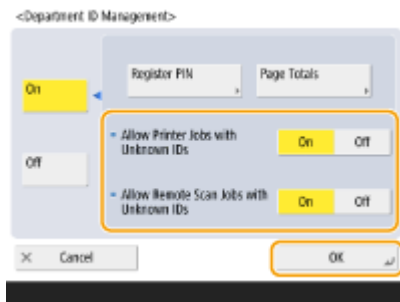 <Department ID Management>
Register PIN
Page Totals
On
Allow Printer Jobs with
Unknown IDs
On
Off
Off
Allow Remote Scan Jobs with
Unknown IDs
On
Off
× Cancel
OK